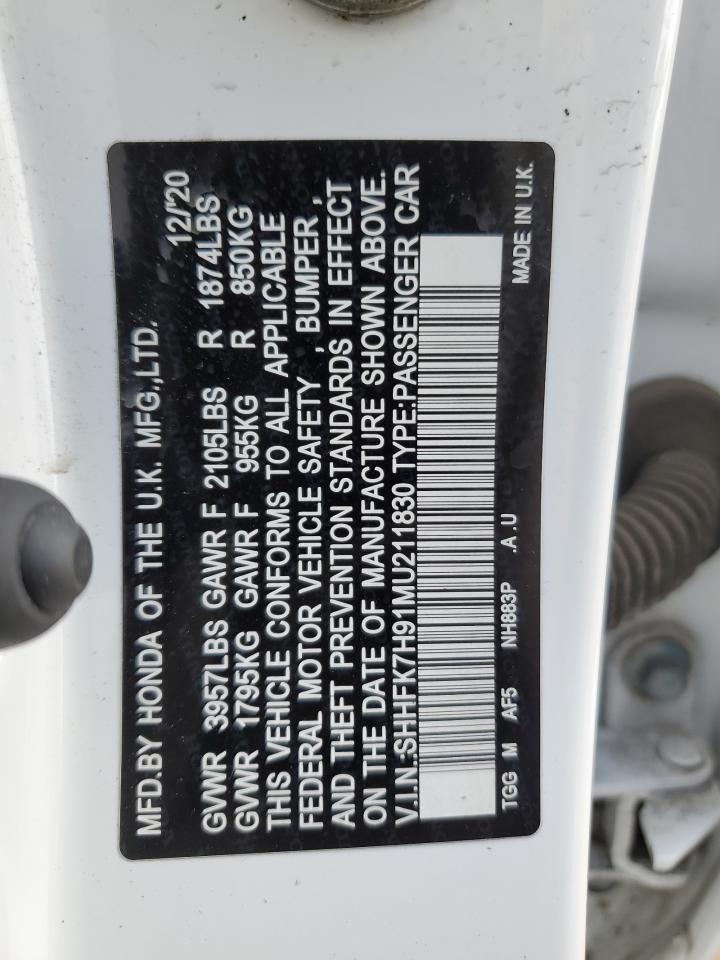 MFD.BY HONDA OF THE U.K. MFG.,LTD. 12/'20
GVWR 3957LBS GAWR F 2105LBS R 1874LBS
GVWR 1795KG GAWR F 955KG R 850KG
THIS VEHICLE CONFORMS TO ALL APPLICABLE
FEDERAL MOTOR VEHICLE SAFETY , BUMPER ,
AND THEFT PREVENTION STANDARDS IN EFFECT
ON THE DATE OF MANUFACTURE SHOWN ABOVE.
V.I.N:SHHFK7H91MU211830 TYPE:PASSENGER CAR
TGG M AF5 NH883P .A .U MADE IN U.K.